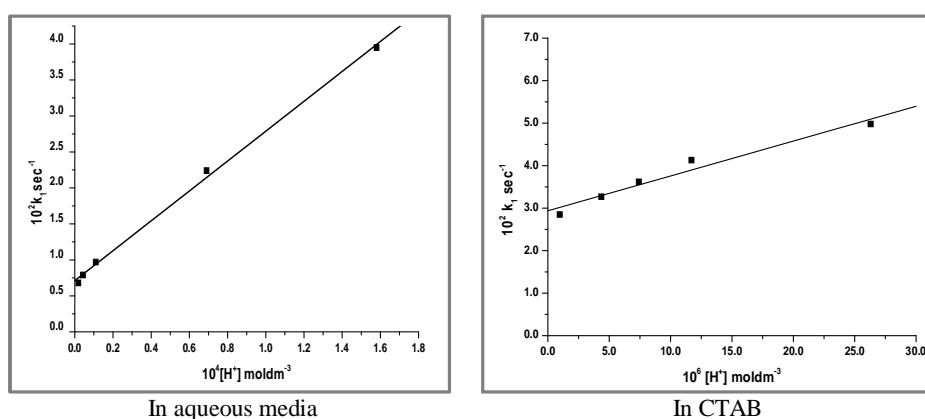 4.0
3.5
3.0
2.5
2.0
1.5
1.0
0.5
0.0
10²k₁sec⁻¹
0.0 0.2 0.4 0.6 0.8 1.0 1.2 1.4 1.6 1.8
10⁴[H⁺] moldm⁻³
In aqueous media
7.0
6.0
5.0
4.0
3.0
2.0
1.0
0.0
10² k₁ sec⁻¹
0.0 5.0 10.0 15.0 20.0 25.0 30.0
10⁶ [H⁺] moldm⁻³
In CTAB